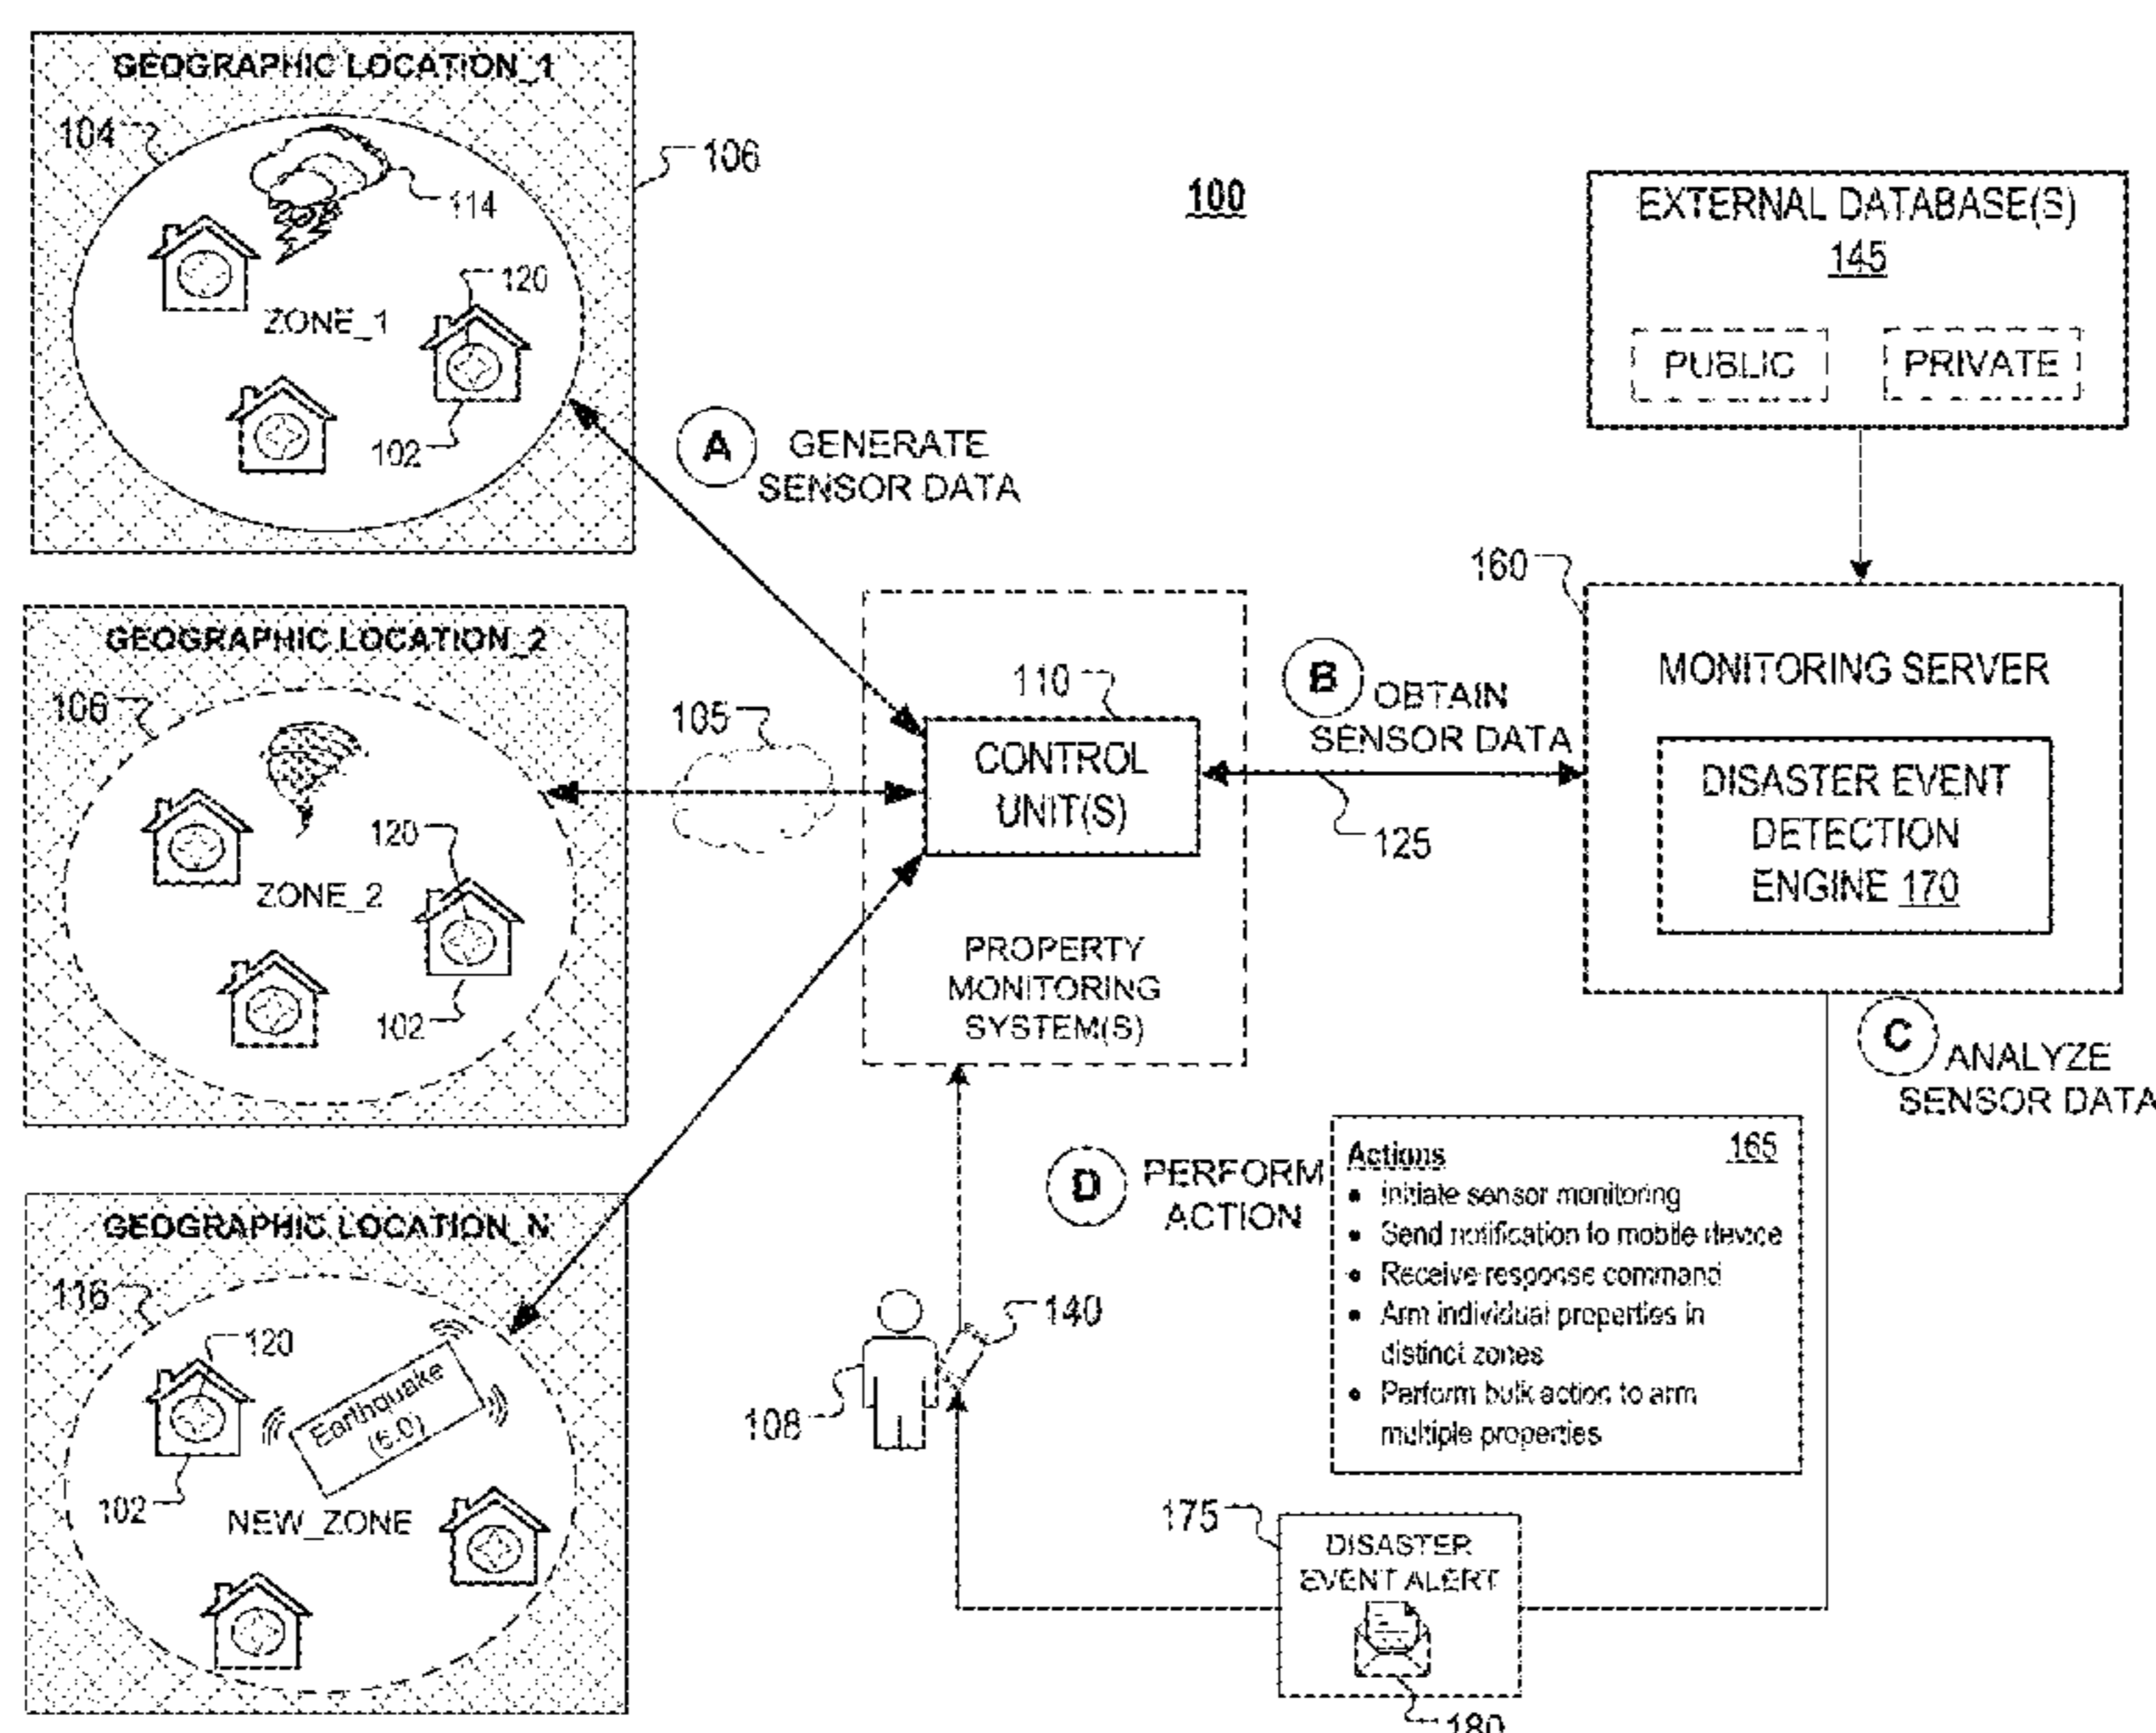 GEOGRAPHIC LOCATION_1
104
106
114
120
ZONE_1
102
A
GENERATE
SENSOR DATA
100
EXTERNAL DATABASE(S)
145
PUBLIC
PRIVATE
GEOGRAPHIC LOCATION_2
106
120
ZONE_2
102
105
110
CONTROL
UNIT(S)
PROPERTY
MONITORING
SYSTEM(S)
B
OBTAIN
SENSOR DATA
125
160
MONITORING SERVER
DISASTER EVENT
DETECTION
ENGINE 170
C
ANALYZE
SENSOR DATA
GEOGRAPHIC LOCATION_N
116
120
Earthquake
(6.0)
102
NEW_ZONE
D
PERFORM
ACTION
Actions 165
• Initiate sensor monitoring
• Send notification to mobile device
• Receive response command
• Arm individual properties in
distinct zones
• Perform bulk action to arm
multiple properties
140
108
175
DISASTER
EVENT ALERT
180